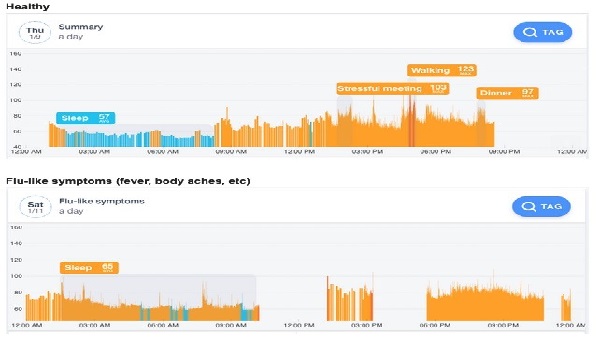 Healthy
Thu
1/9
Summary
a day
TAG
160
140
120
100
80
60
40
Sleep 57
Stressful meeting 103
Walking 123
Dinner 97
12:00 AM 03:00 AM 06:00 AM 09:00 AM 12:00 PM 03:00 PM 06:00 PM 09:00 PM 12:00 AM
Flu-like symptoms (fever, body aches, etc)
Sat
1/11
Flu-like symptoms
a day
TAG
160
140
120
100
80
60
Sleep 65
12:00 AM 03:00 AM 06:00 AM 09:00 AM 12:00 PM 03:00 PM 06:00 PM 09:00 PM 12:00 AM